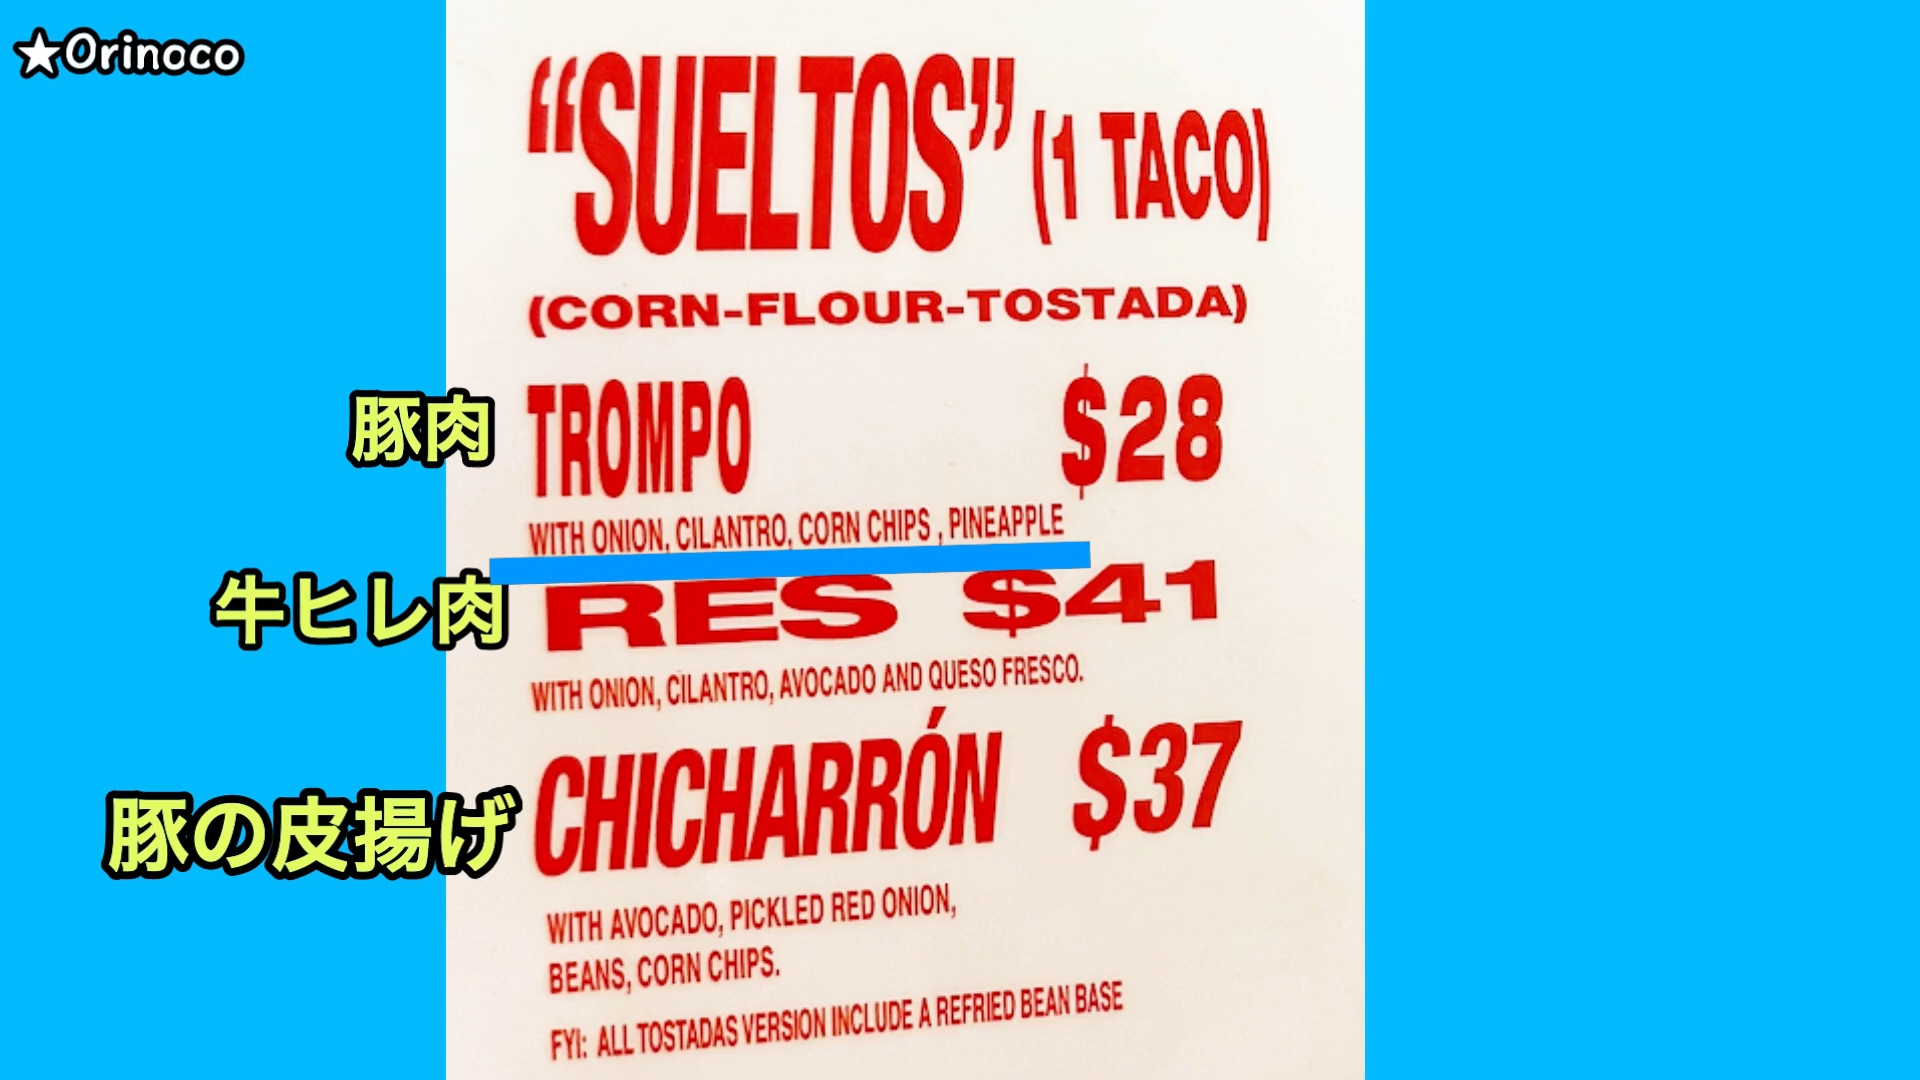 ★Orinoco
“SUELTOS” (1 TACO)
(CORN-FLOUR-TOSTADA)
豚肉 TROMPO $28
WITH ONION, CILANTRO, CORN CHIPS , PINEAPPLE
牛ヒレ肉 RES $41
WITH ONION, CILANTRO, AVOCADO AND QUESO FRESCO.
豚の皮揚げ CHICHARRÓN $37
WITH AVOCADO, PICKLED RED ONION,
BEANS, CORN CHIPS.
FYI: ALL TOSTADAS VERSION INCLUDE A REFRIED BEAN BASE